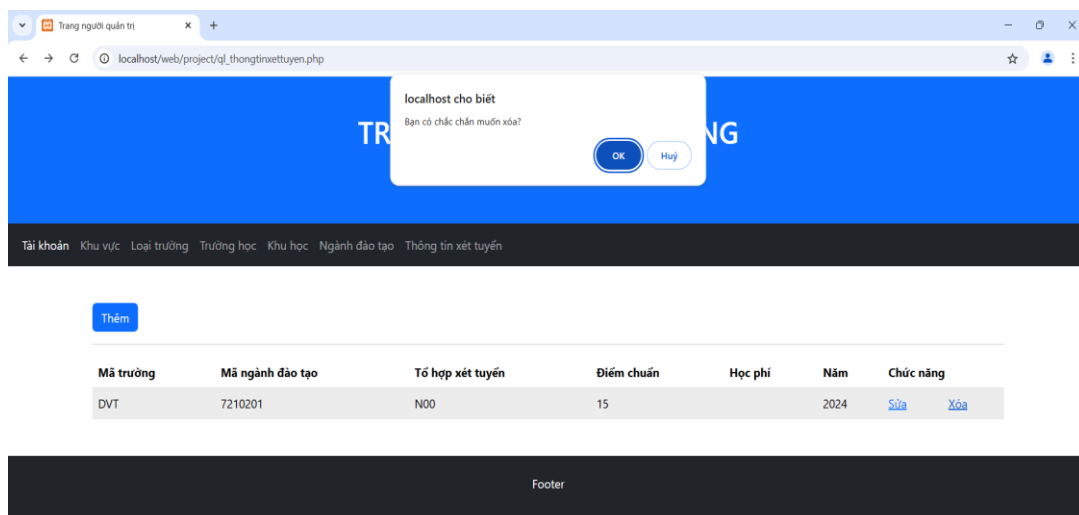 Trang người quản trị
localhost/web/project/ql_thongtinxettuyen.php
localhost cho biết
Bạn có chắc chắn muốn xóa?
OK Huỷ
TR NG
Tài khoản Khu vực Loại trường Trường học Khu học Ngành đào tạo Thông tin xét tuyển
Thêm
Mã trường Mã ngành đào tạo Tổ hợp xét tuyển Điểm chuẩn Học phí Năm Chức năng
DVT 7210201 N00 15 2024 Sửa Xóa
Footer